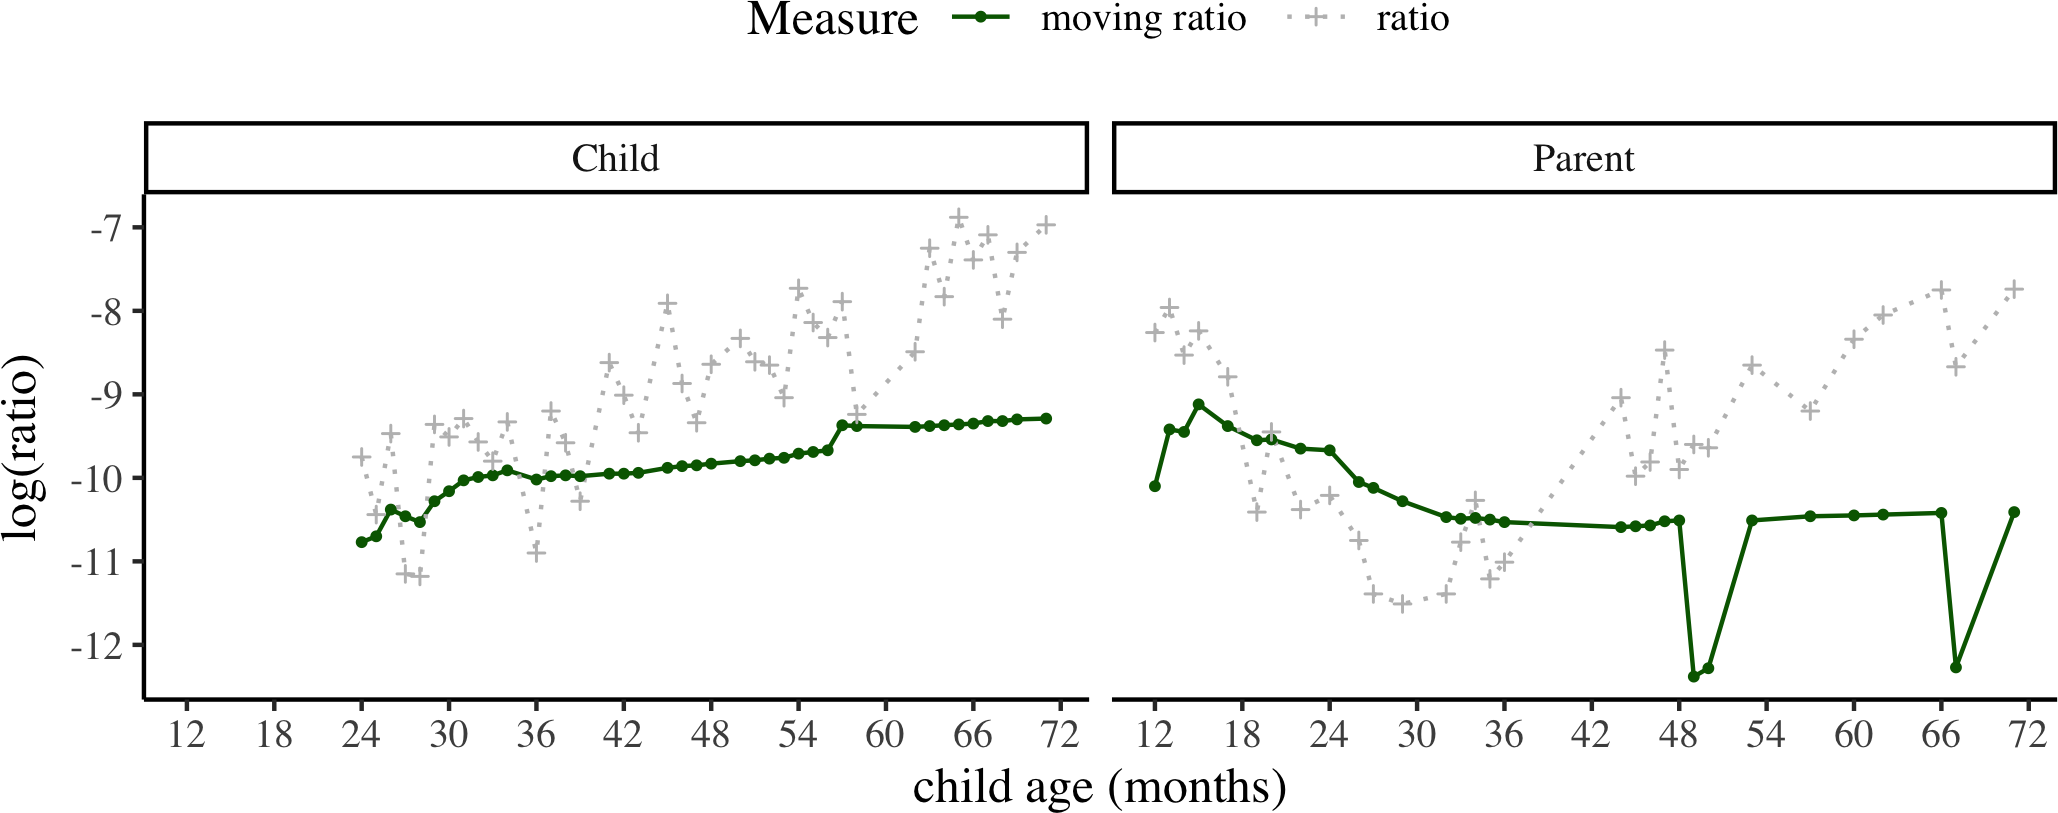 Measure moving ratio ratio
Child Parent
-7
-8
-9
-10
-11
-12
log(ratio)
12 18 24 30 36 42 48 54 60 66 72 12 18 24 30 36 42 48 54 60 66 72
child age (months)